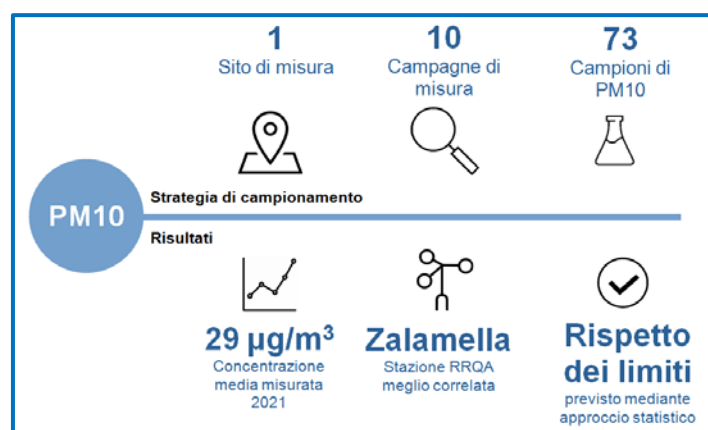 1
Sito di misura
10
Campagne di
misura
73
Campioni di
PM10
PM10
Strategia di campionamento
Risultati
29 µg/m³
Concentrazione
media misurata
2021
Zalamella
Stazione RRQA
meglio correlata
Rispetto
dei limiti
previsto mediante
approccio statistico